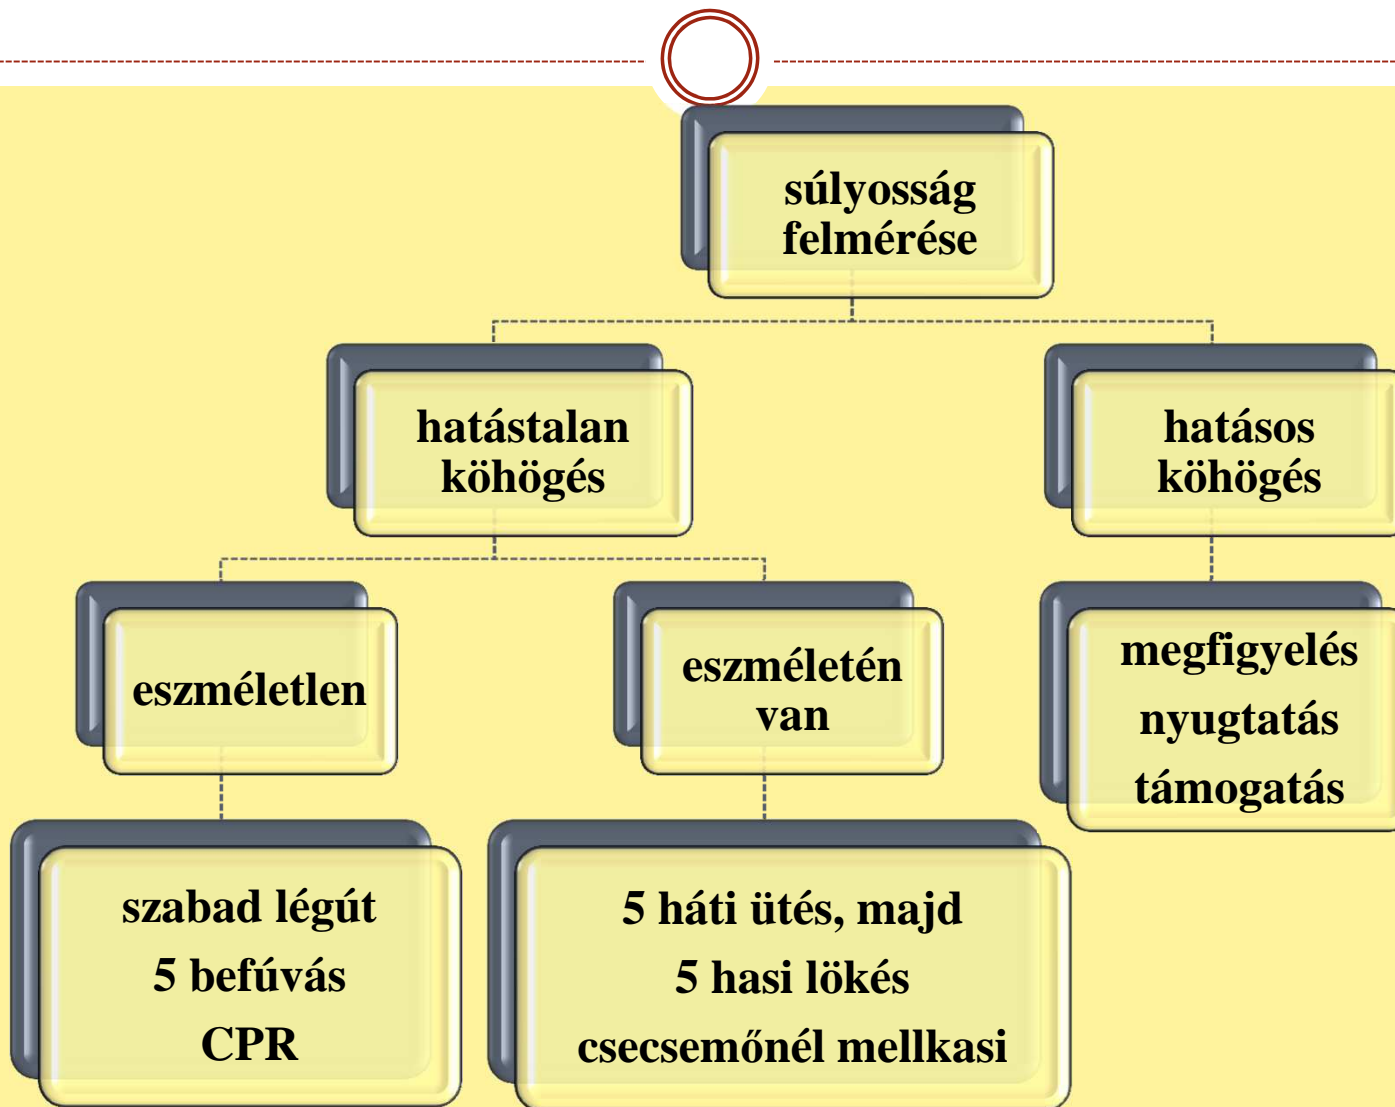 súlyosság
felmérése
hatástalan
köhögés
hatásos
köhögés
eszméletlen
eszméletén
van
megfigyelés
nyugtatás
támogatás
szabad légút
5 befúvás
CPR
5 háti ütés, majd
5 hasi lökés
csecsemőnél mellkasi